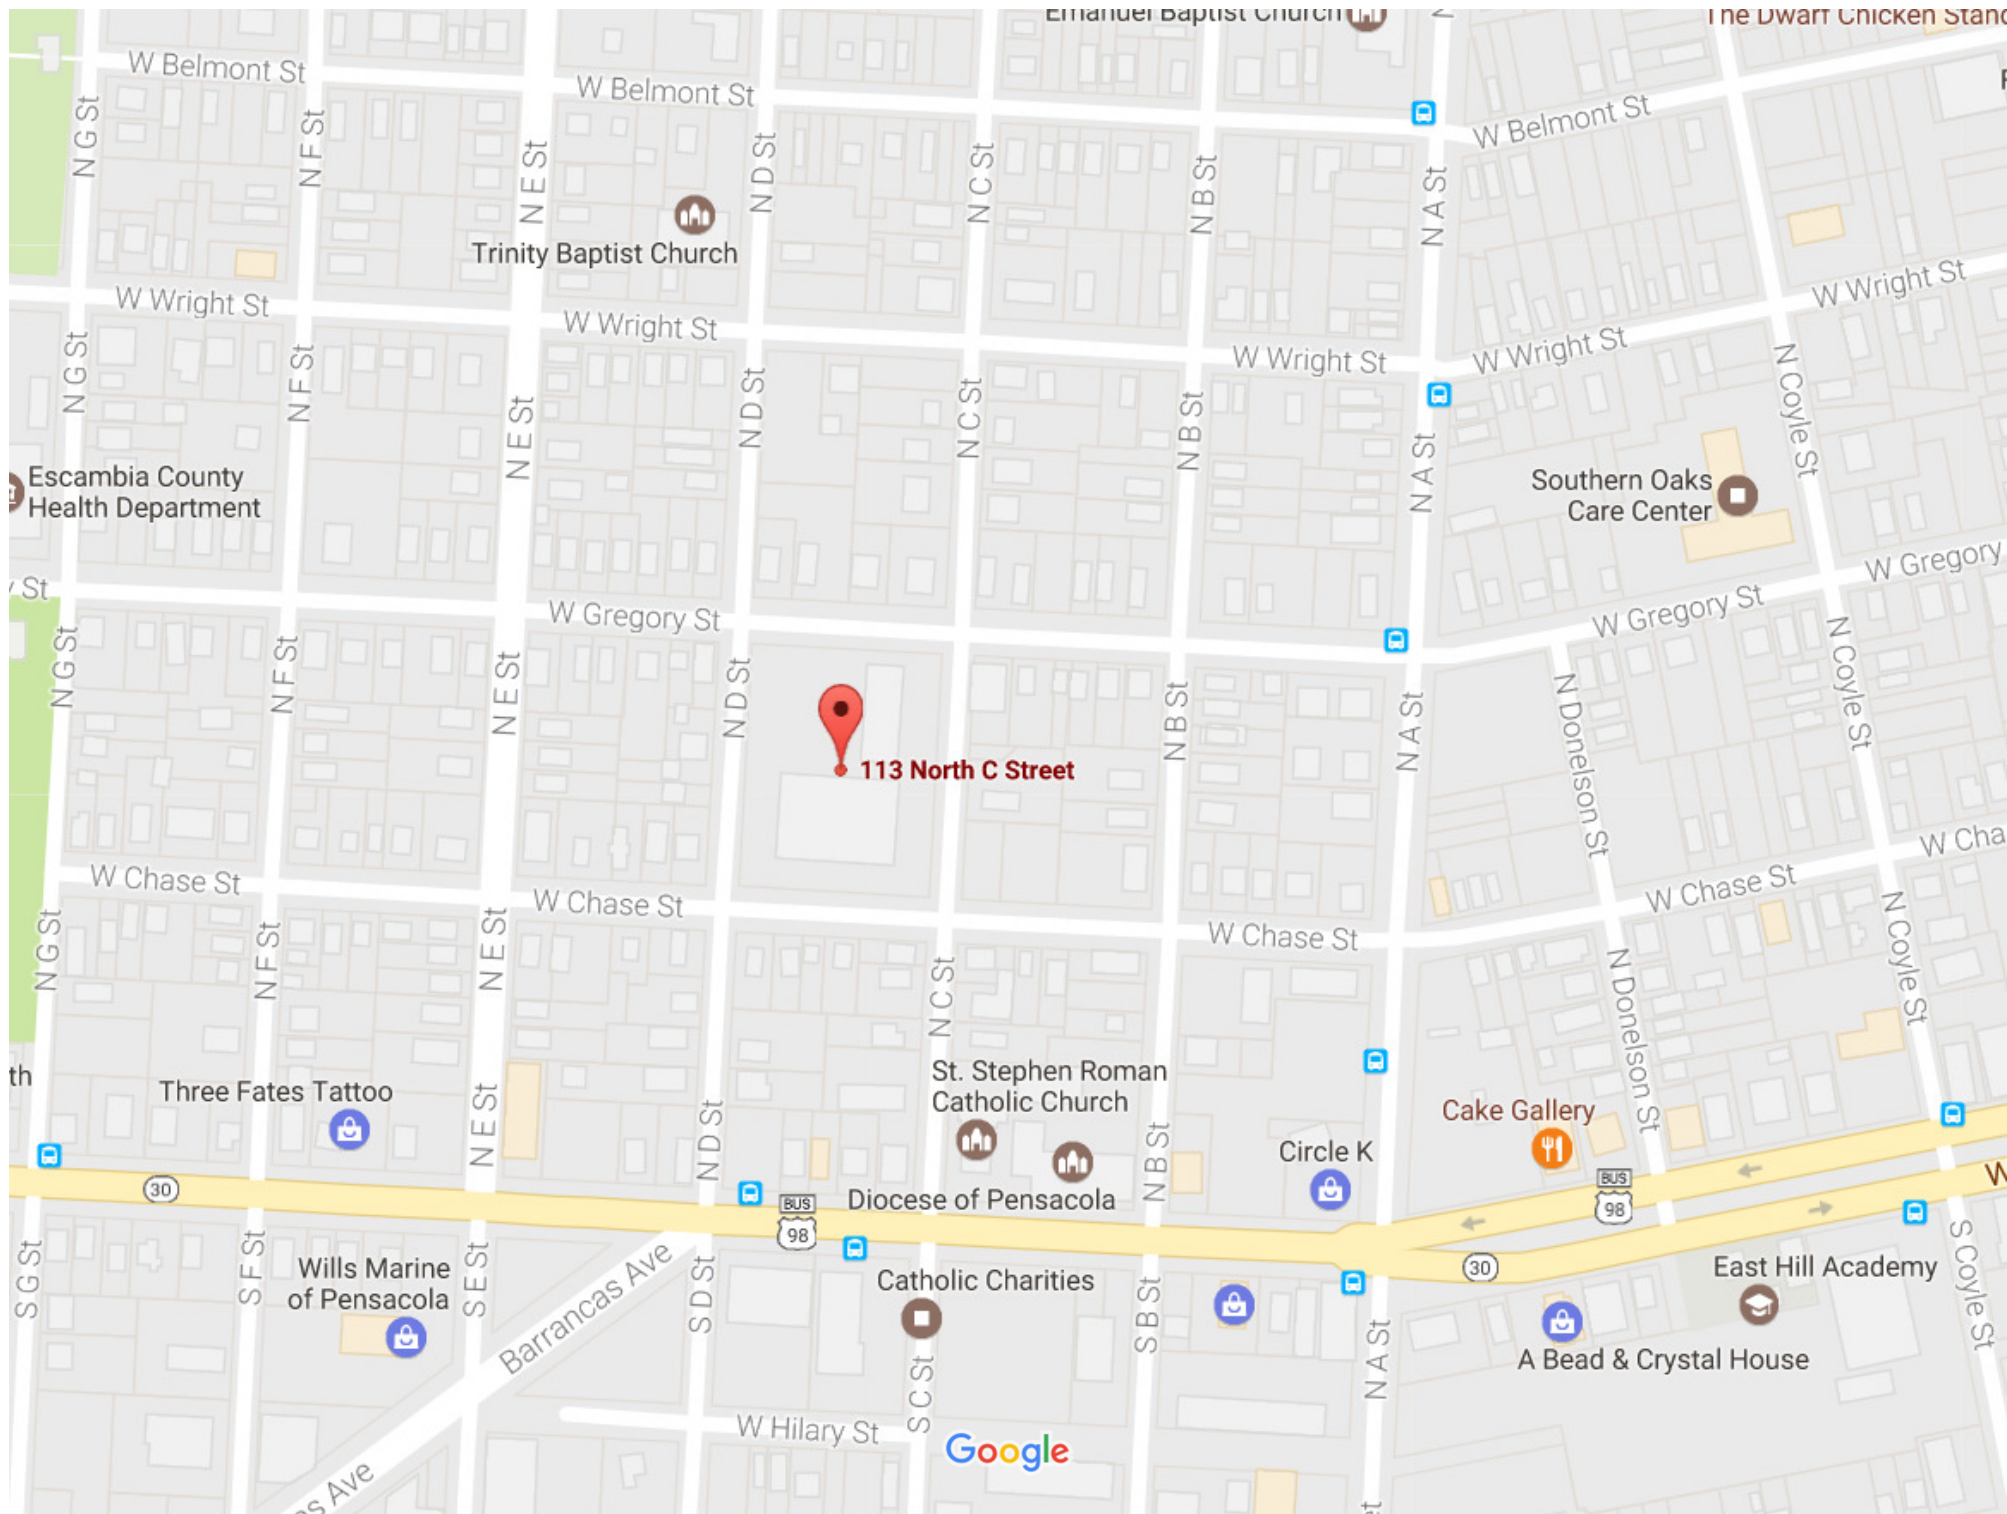 Emanuel Baptist Church
The Dwarf Chicken Stand
W Belmont St
W Belmont St
W Belmont St
N G St
N F St
N E St
N D St
N C St
N B St
N A St
Trinity Baptist Church
W Wright St
W Wright St
W Wright St
W Wright St
W Wright St
N G St
N F St
N E St
N D St
N C St
N B St
N A St
N Coyle St
Escambia County
Health Department
Southern Oaks
Care Center
St
W Gregory St
W Gregory St
W Gregory
N G St
N F St
N E St
N D St
N B St
N A St
N Donelson St
N Coyle St
113 North C Street
W Chase St
W Chase St
W Chase St
W Chase St
W Cha
N G St
N F St
N E St
N C St
N Donelson St
N Coyle St
th
Three Fates Tattoo
N E St
N D St
St. Stephen Roman
Catholic Church
N B St
Circle K
Cake Gallery
30
BUS
98
Diocese of Pensacola
BUS
98
W
S G St
S F St
Wills Marine
of Pensacola
S E St
Barrancas Ave
S D St
Catholic Charities
S C St
S B St
N A St
30
East Hill Academy
S Coyle St
A Bead & Crystal House
W Hilary St
Google
as Ave